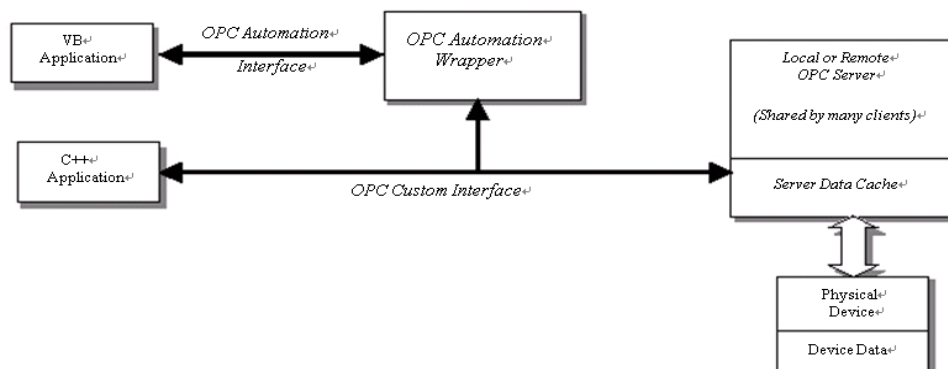 VB
Application
OPC Automation
Interface
OPC Automation
Wrapper
Local or Remote
OPC Server
(Shared by many clients)
C++
Application
OPC Custom Interface
Server Data Cache
Physical
Device
Device Data